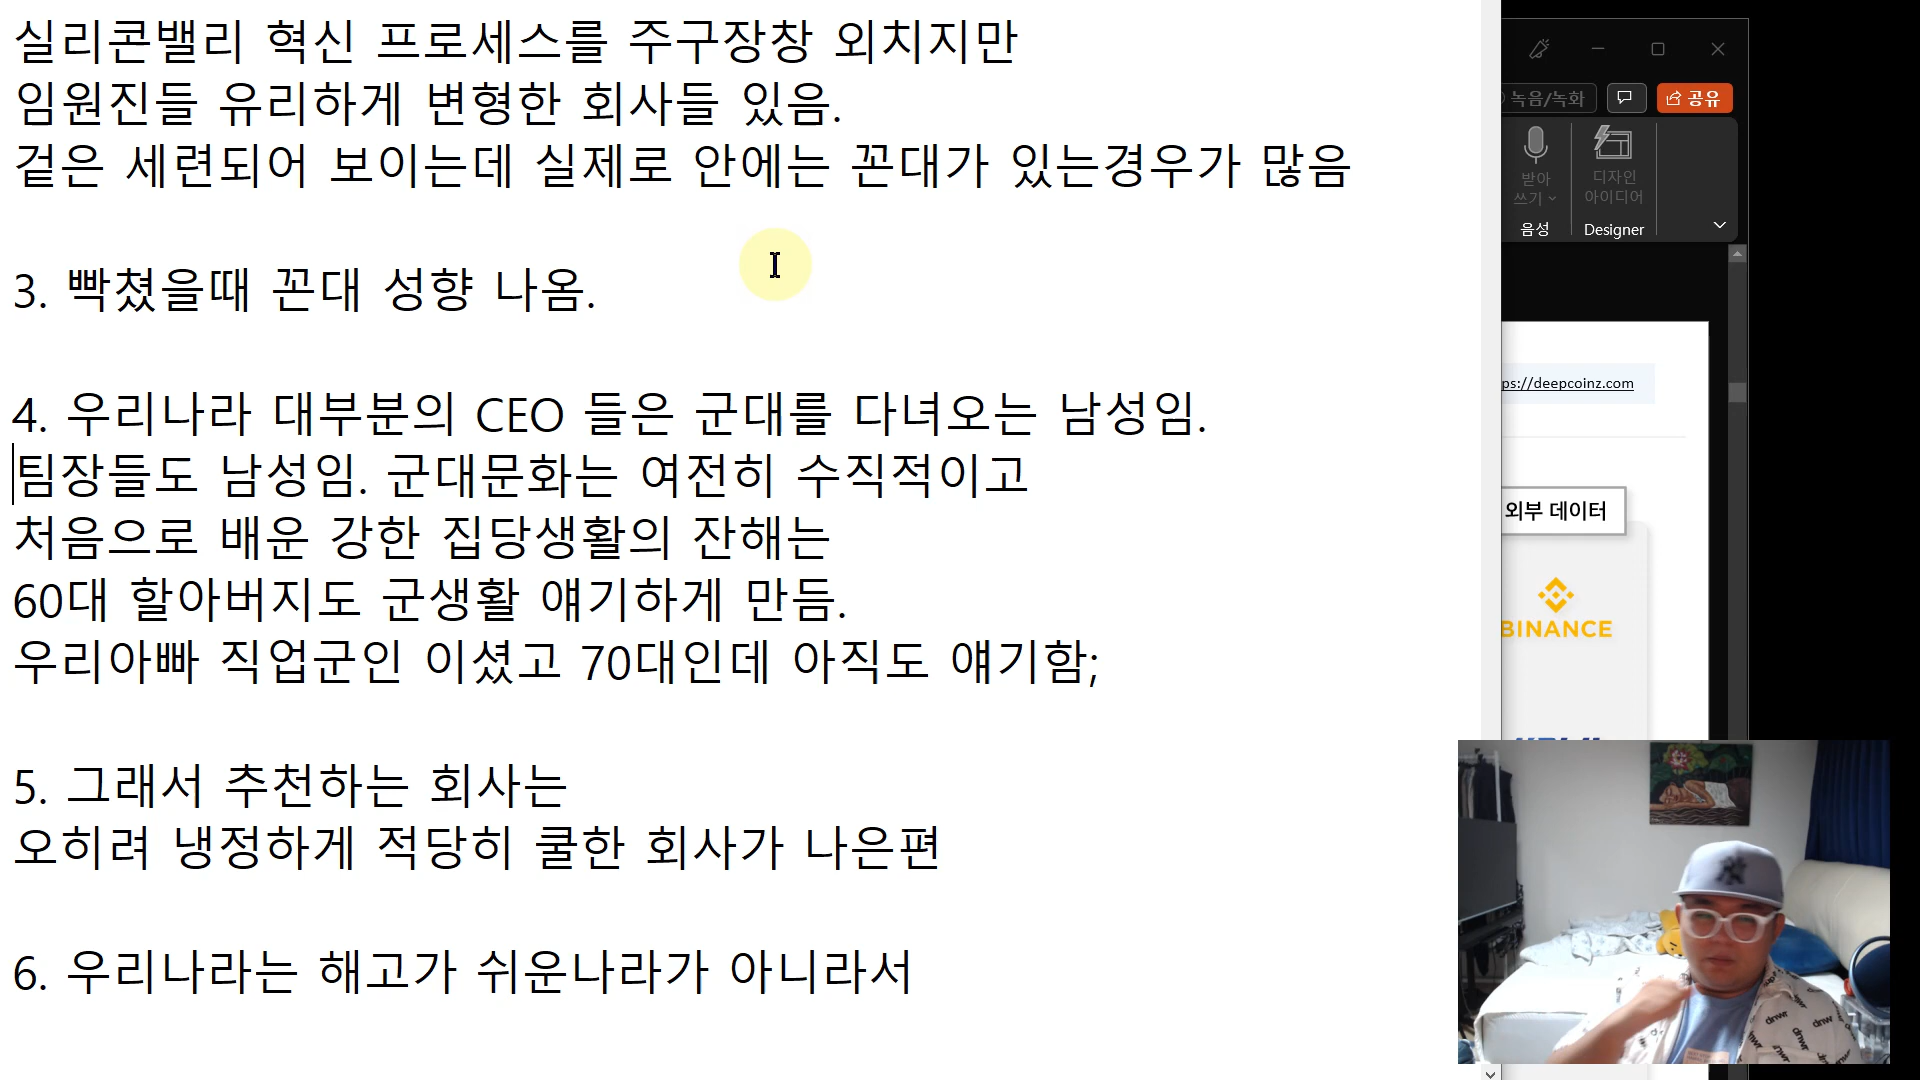 실리콘밸리 혁신 프로세스를 주구장창 외치지만
임원진들 유리하게 변형한 회사들 있음.
겉은 세련되어 보이는데 실제로 안에는 꼰대가 있는경우가 많음
3. 빡쳤을때 꼰대 성향 나옴.
4. 우리나라 대부분의 CEO 들은 군대를 다녀오는 남성임.
팀장들도 남성임. 군대문화는 여전히 수직적이고
처음으로 배운 강한 집당생활의 잔해는
60대 할아버지도 군생활 얘기하게 만듬.
우리아빠 직업군인 이셨고 70대인데 아직도 얘기함;
5. 그래서 추천하는 회사는
오히려 냉정하게 적당히 쿨한 회사가 나은편
6. 우리나라는 해고가 쉬운나라가 아니라서
녹음/녹화
공유
받아
쓰기
디자인
아이디어
음성
Designer
ps://deepcoinz.com
외부 데이터
BINANCE
dnwr
dnwr
dnwr